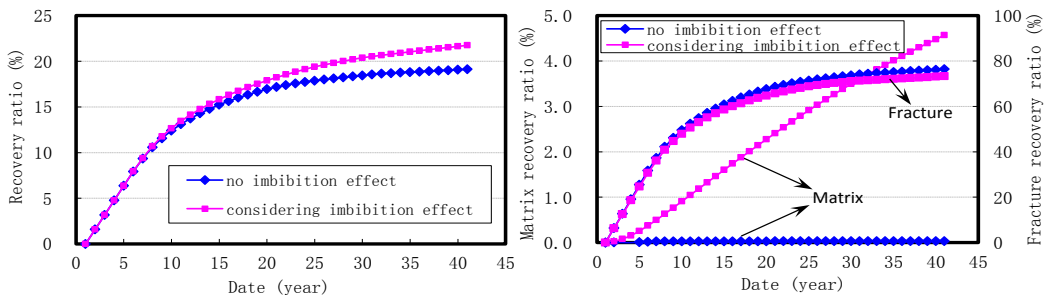 Recovery ratio (%)
25
20
15
10
5
0
no imbibition effect
considering imbibition effect
0 5 10 15 20 25 30 35 40 45
Date (year)
Matrix recovery ratio (%)
5.0
4.0
3.0
2.0
1.0
0.0
no imbibition effect
considering imbibition effect
Fracture
Matrix
100
80
60
40
20
0
Fracture recovery ratio (%)
0 5 10 15 20 25 30 35 40 45
Date (year)